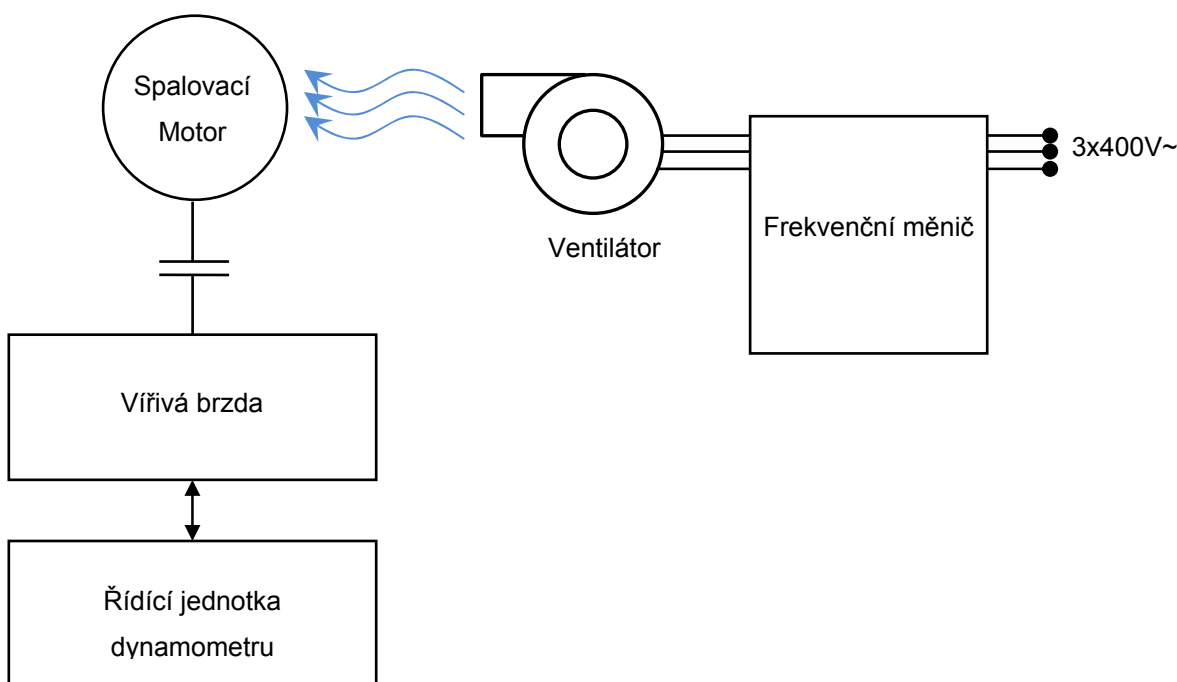 Spalovací
Motor
3x400V~
Frekvenční měnič
Ventilátor
Vířivá brzda
Řídící jednotka
dynamometru